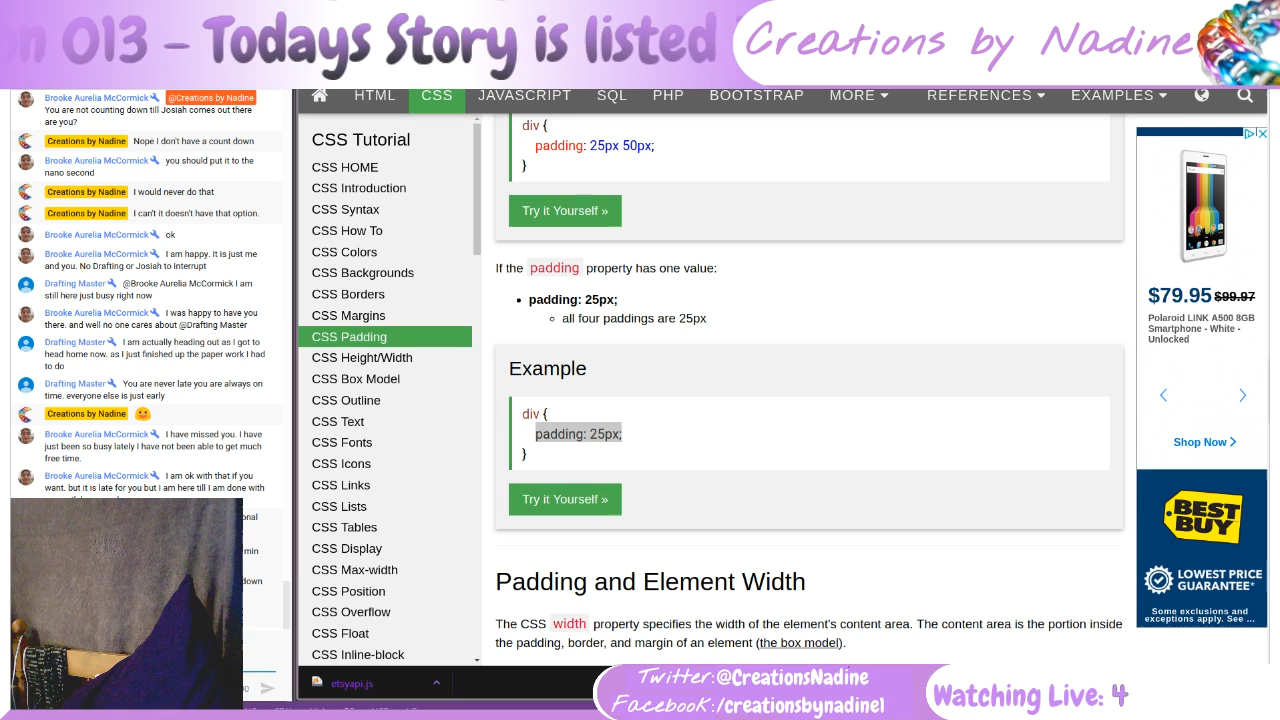 n 013 - Todays Story is listed
Creations by Nadine
Brooke Aurelia McCormick @Creations by Nadine
You are not counting down till Josiah comes out there
are you?
Creations by Nadine Nope I don't have a count down
Brooke Aurelia McCormick you should put it to the
nano second
Creations by Nadine I would never do that
Creations by Nadine I can't it doesn't have that option.
Brooke Aurelia McCormick ok
Brooke Aurelia McCormick I am happy. It is just me
and you. No Drafting or Josiah to interrupt
Drafting Master @Brooke Aurelia McCormick I am
still here just busy right now
Brooke Aurelia McCormick I was happy to have you
there. and well no one cares about @Drafting Master
Drafting Master I am actually heading out as I got to
head home now. as I just finished up the paper work I had
to do
Drafting Master You are never late you are always on
time. everyone else is just early
Creations by Nadine
Brooke Aurelia McCormick I have missed you. I have
just been so busy lately I have not been able to get much
free time.
Brooke Aurelia McCormick I am ok with that if you
want. but it is late for you but I am here till I am done with
onal
min
down
HTML CSS JAVASCRIPT SQL PHP BOOTSTRAP MORE REFERENCES EXAMPLES
CSS Tutorial
CSS HOME
CSS Introduction
CSS Syntax
CSS How To
CSS Colors
CSS Backgrounds
CSS Borders
CSS Margins
CSS Padding
CSS Height/Width
CSS Box Model
CSS Outline
CSS Text
CSS Fonts
CSS Icons
CSS Links
CSS Lists
CSS Tables
CSS Display
CSS Max-width
CSS Position
CSS Overflow
CSS Float
CSS Inline-block
div {
padding: 25px 50px;
}
Try it Yourself »
If the padding property has one value:
• padding: 25px;
all four paddings are 25px
Example
div {
padding: 25px;
}
Try it Yourself »
Padding and Element Width
The CSS width property specifies the width of the element's content area. The content area is the portion inside
the padding, border, and margin of an element (the box model).
$79.95 $99.97
Polaroid LINK A500 8GB
Smartphone - White -
Unlocked
Shop Now
BEST
BUY
LOWEST PRICE
GUARANTEE*
Some exclusions and
exceptions apply. See ...
etsyapi.js
Twitter:@CreationsNadine
Facebook:/creationsbynadine1
Watching Live: 4